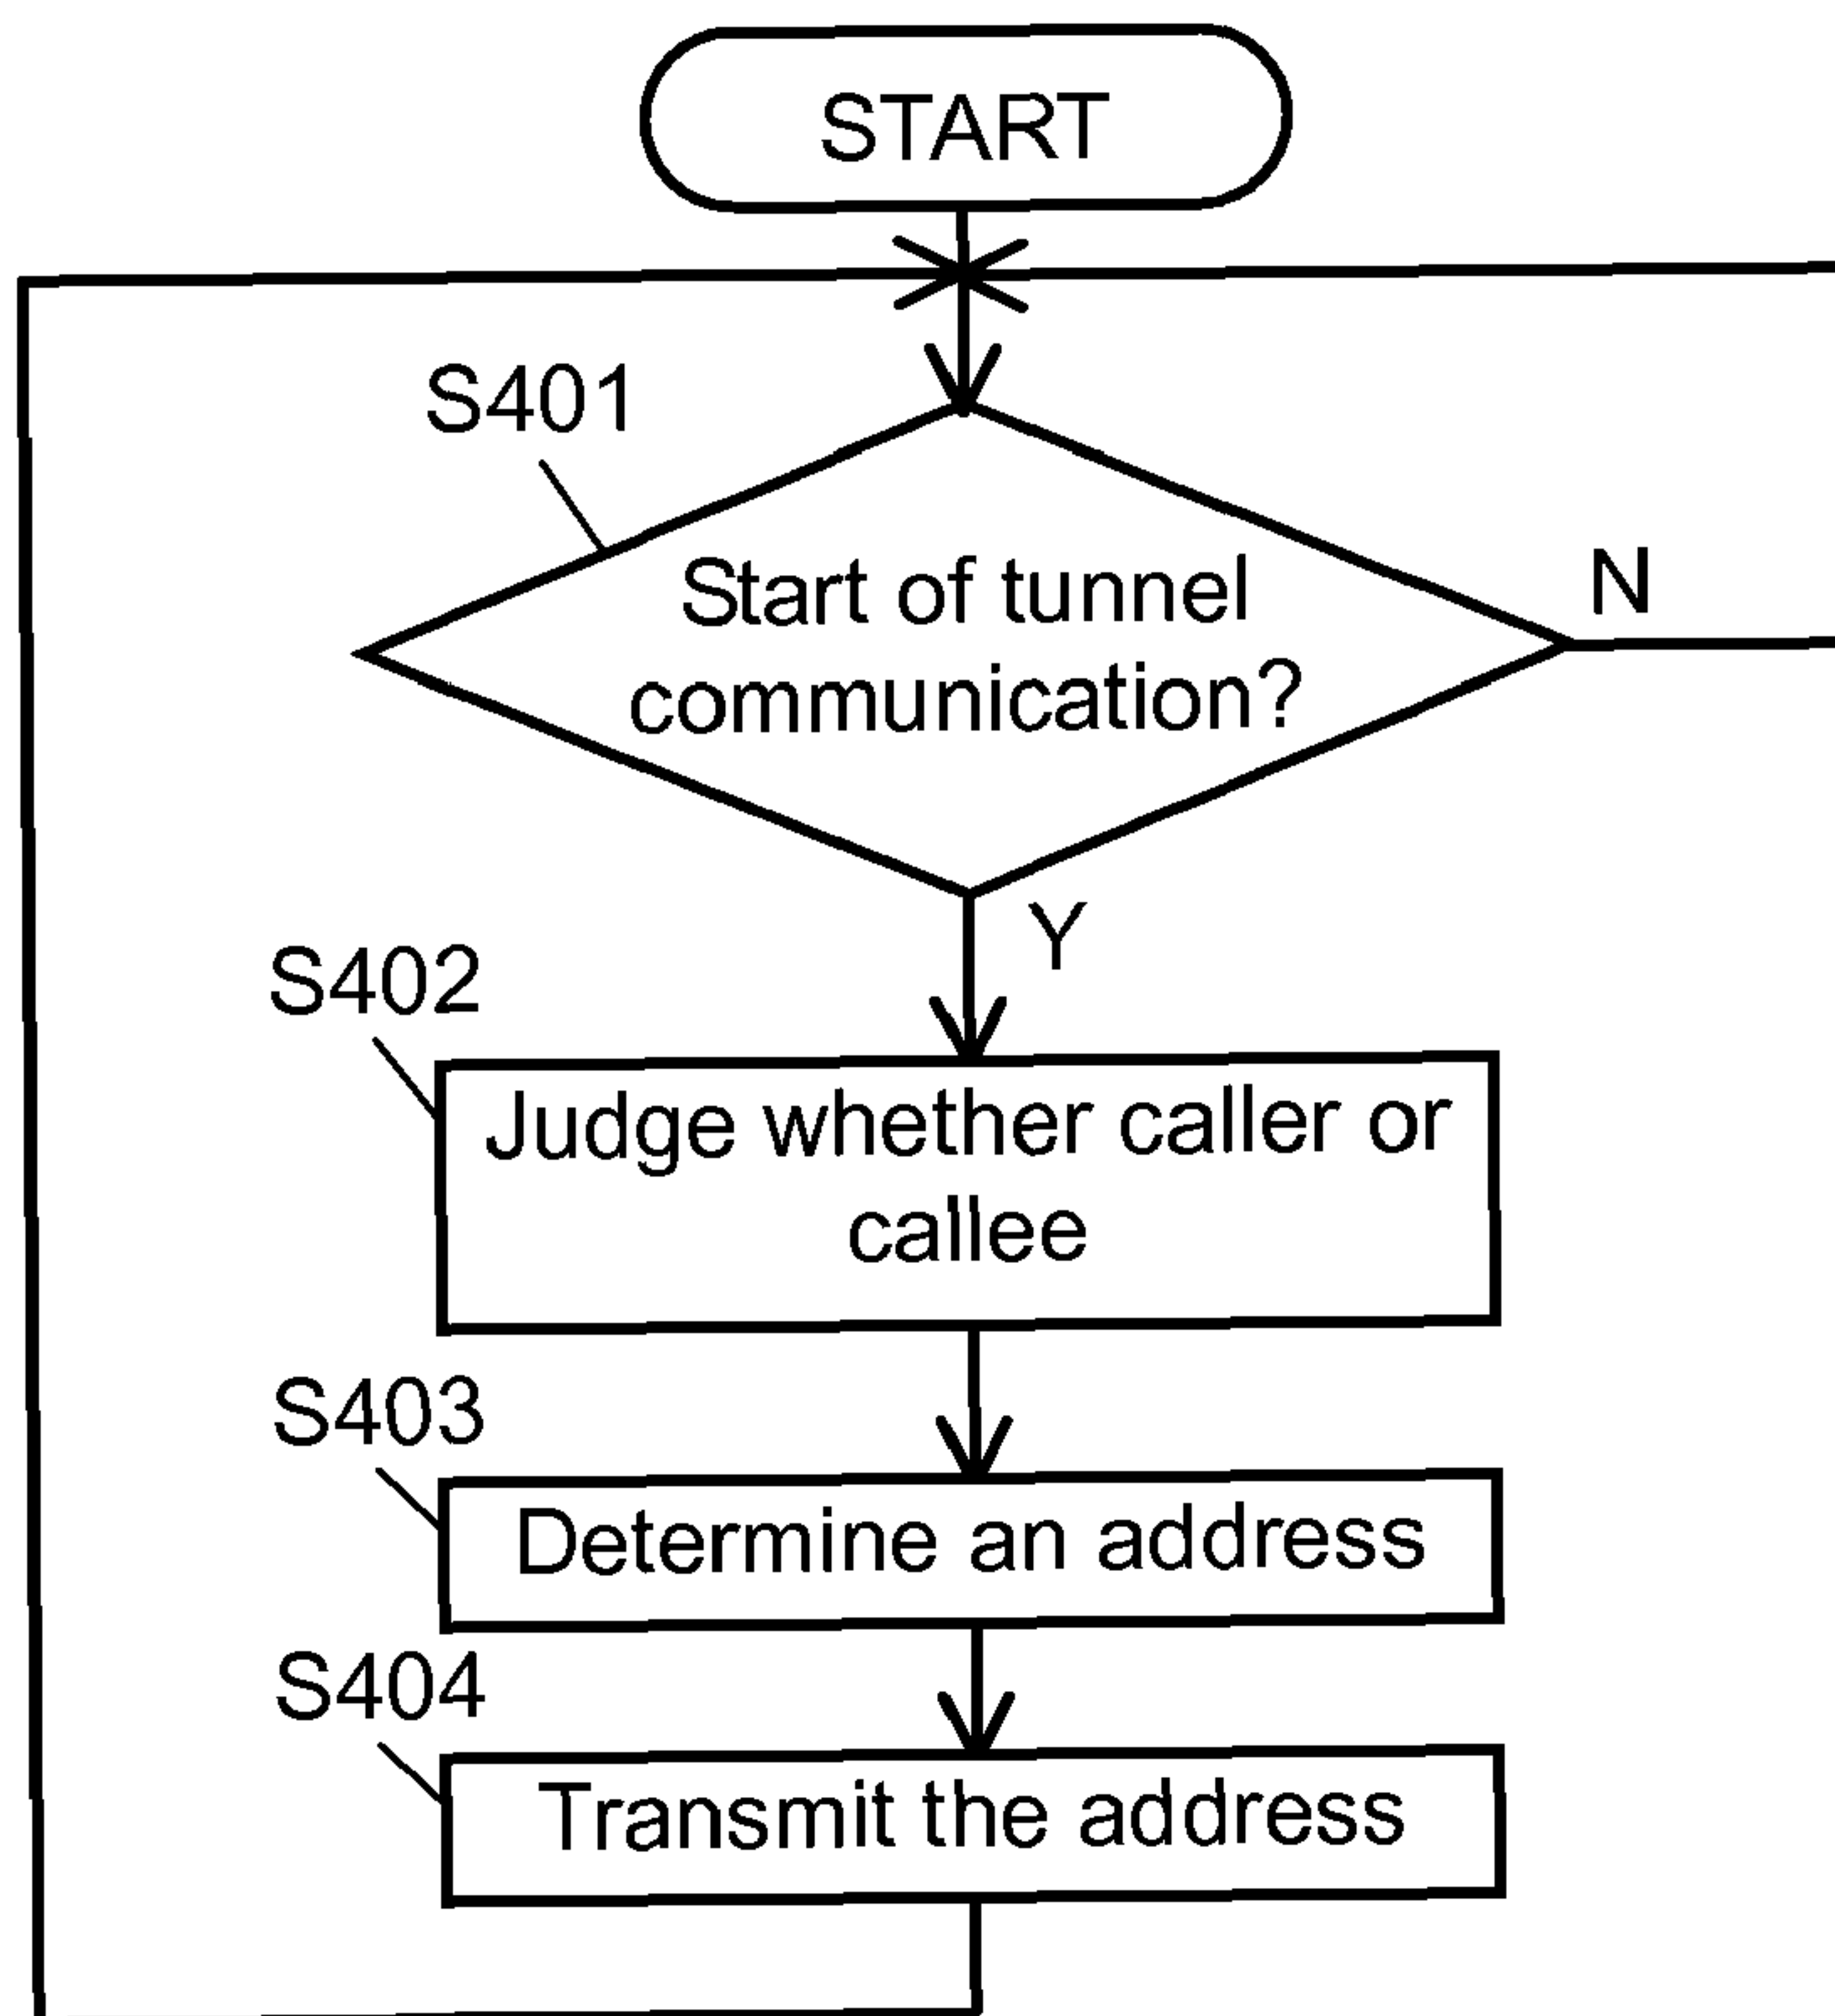 START
S401
Start of tunnel
communication?
N
Y
S402
Judge whether caller or
callee
S403
Determine an address
S404
Transmit the address